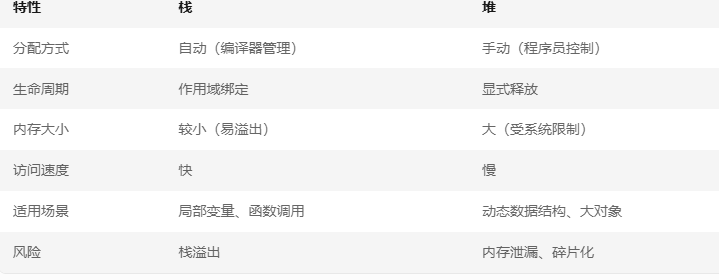 特性 栈 堆
分配方式 自动（编译器管理） 手动（程序员控制）
生命周期 作用域绑定 显式释放
内存大小 较小（易溢出） 大（受系统限制）
访问速度 快 慢
适用场景 局部变量、函数调用 动态数据结构、大对象
风险 栈溢出 内存泄漏、碎片化